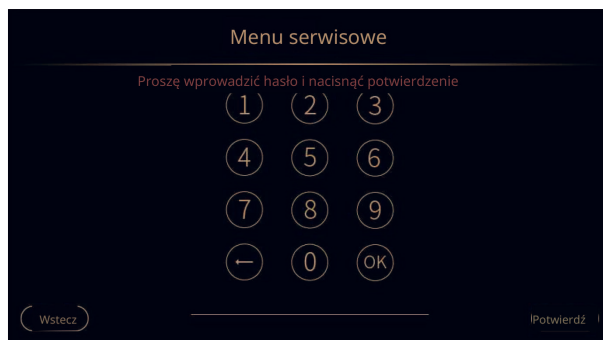 Menu serwisowe
Proszę wprowadzić hasło i nacisnąć potwierdzenie
1 2 3
4 5 6
7 8 9
← 0 OK
Wstecz Potwierdź